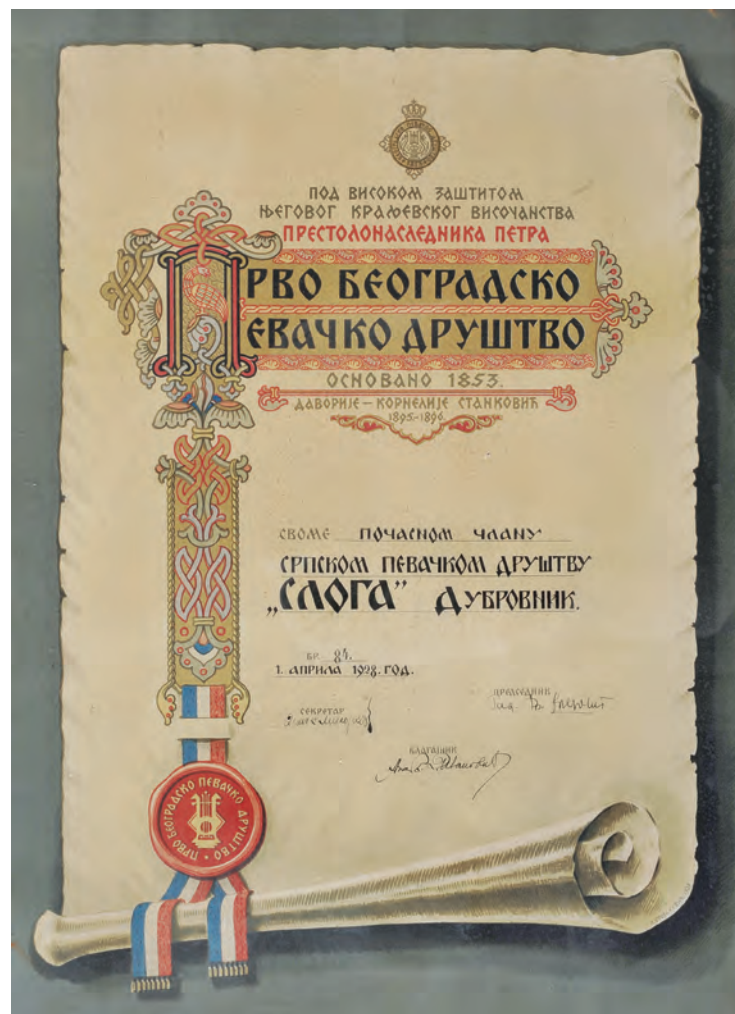 ПОД ВИСОКОМ ЗАШТИТОМ
ЊЕГОВОГ КРАЉЕВСКОГ ВИСОЧАНСТВА
ПРЕСТОЛОНАСЛЕДНИКА ПЕТРА
ПРВО БЕОГРАДСКО
ПЕВАЧКО ДРУШТВО
ОСНОВАНО 1853.
ДАВОРИЈЕ – КОРНЕЛИЈЕ СТАНКОВИЋ
1895-1896.
СВОМЕ ПОЧАСНОМ ЧЛАНУ
СРПСКОМ ПЕВАЧКОМ ДРУШТВУ
„СЛОГА” ДУБРОВНИК.
БР. 84.
1. АПРИЛА 1928. ГОД.
ПРЕДСЕДНИК
СЕКРЕТАР
БЛАГАЈНИК
ПРВО БЕОГРАДСКО ПЕВАЧКО ДРУШТВО